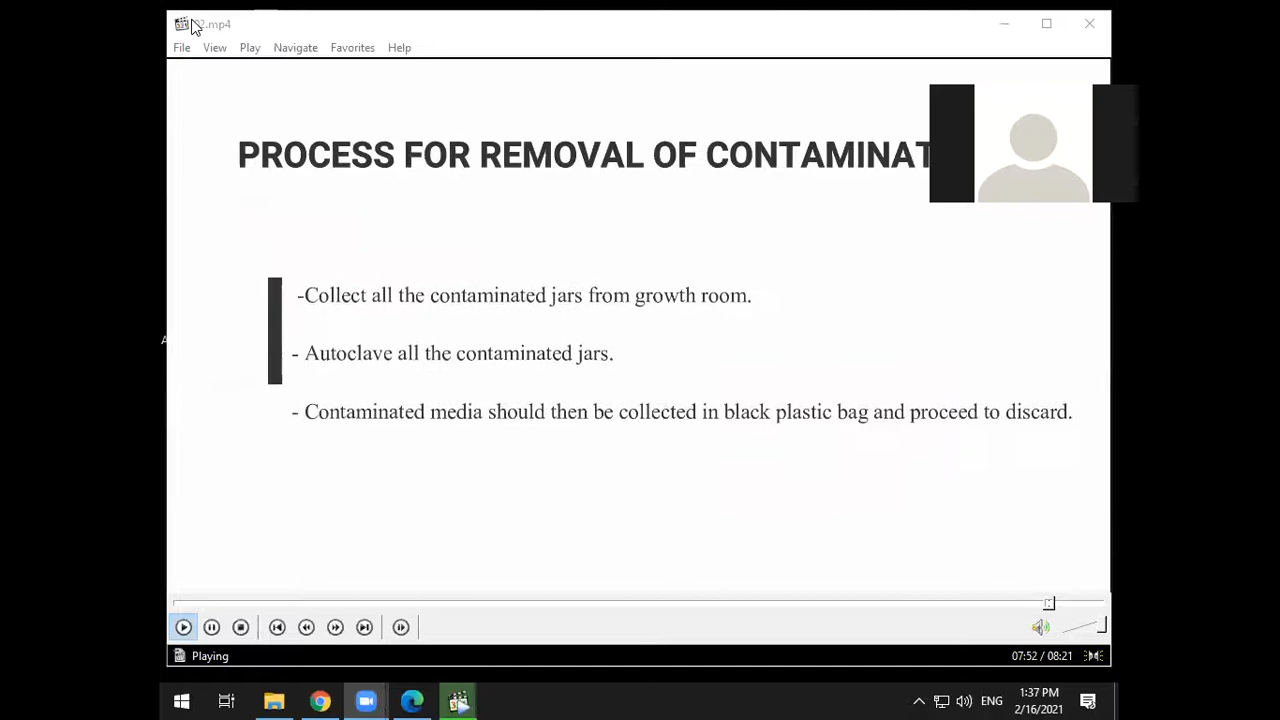 2.mp4
File View Play Navigate Favorites Help
PROCESS FOR REMOVAL OF CONTAMINAT
-Collect all the contaminated jars from growth room.
- Autoclave all the contaminated jars.
- Contaminated media should then be collected in black plastic bag and proceed to discard.
Playing
07:52 / 08:21
ENG
1:37 PM
2/16/2021